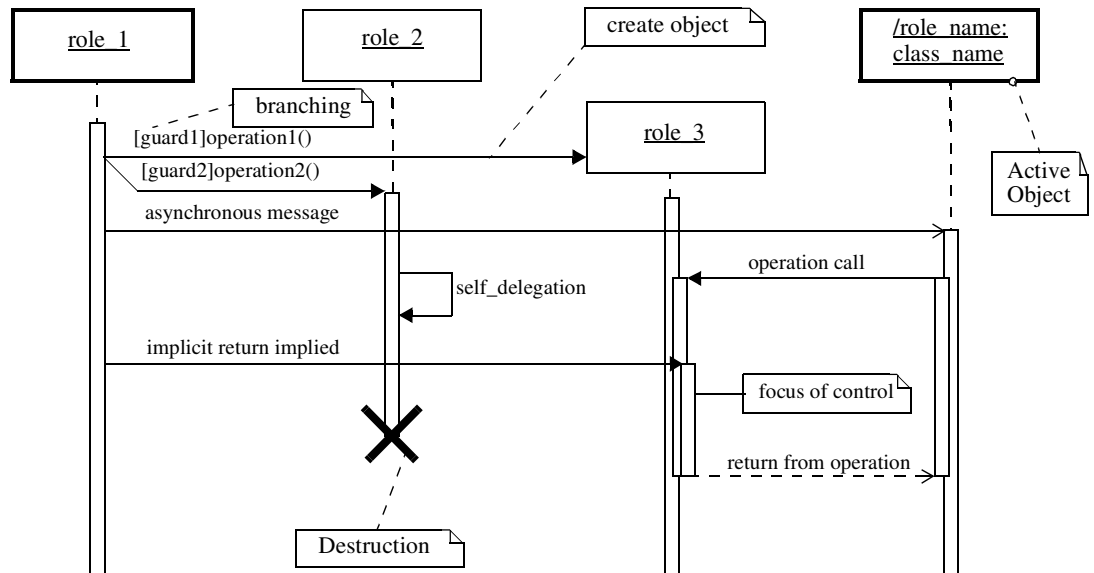 role_1
role_2
create object
/role_name:
class_name
branching
role_3
[guard1]operation1()
[guard2]operation2()
Active
Object
asynchronous message
operation call
self_delegation
implicit return implied
focus of control
return from operation
Destruction